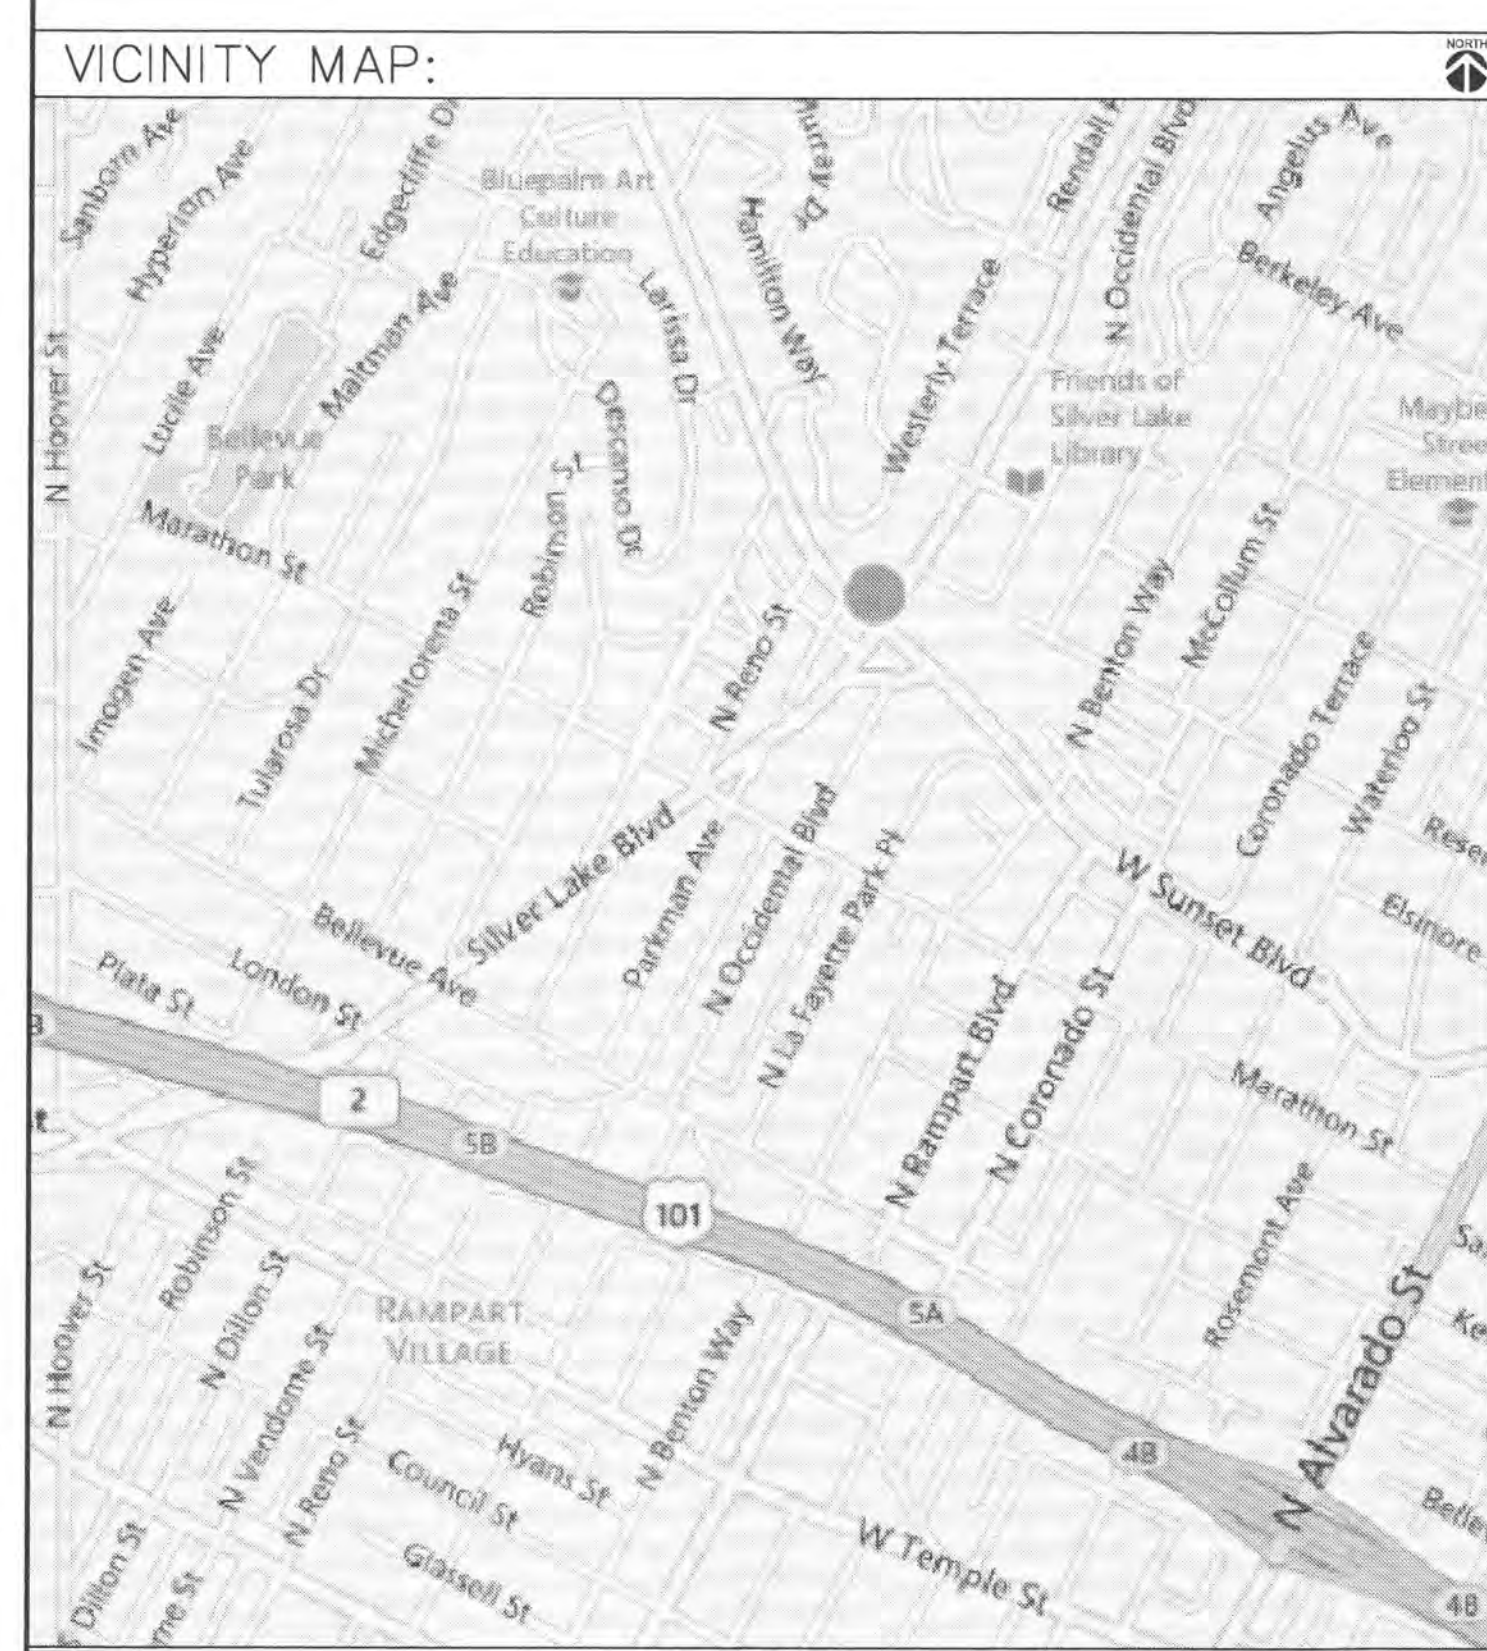 VICINITY MAP:
NORTH
Sanborn Ave
Hyperion Ave
Edgecliffe Dr
Bluepalm Art
Culture
Education
Murray Dr
Hamilton Way
Larissa Dr
Rendall
N Occidental Blvd
Angelus Ave
Berkeley Ave
N Hoover St
Lucile Ave
Maltman Ave
Bellevue
Park
Westerly Terrace
Friends of
Silver Lake
Library
Descanso Dr
Robinson St
Marathon St
Imogen Ave
Tularosa Dr
Micheltorena St
N Reno St
N Benton Way
McCollum St
Coronado Terrace
Waterloo St
Elsinore
Silver Lake Blvd
Parkman Ave
N Occidental Blvd
N La Fayette Park Pl
W Sunset Blvd
Bellevue Ave
London St
Plata St
N Rampart Blvd
N Coronado St
Marathon St
2
5B
101
5A
4B
4B
Rosemont Ave
N Alvarado St
Robinson St
N Hoover St
N Dillon St
N Vendome St
N Reno St
RAMPART
VILLAGE
N Benton Way
Hyans St
Council St
Glassell St
W Temple St
Dillon St